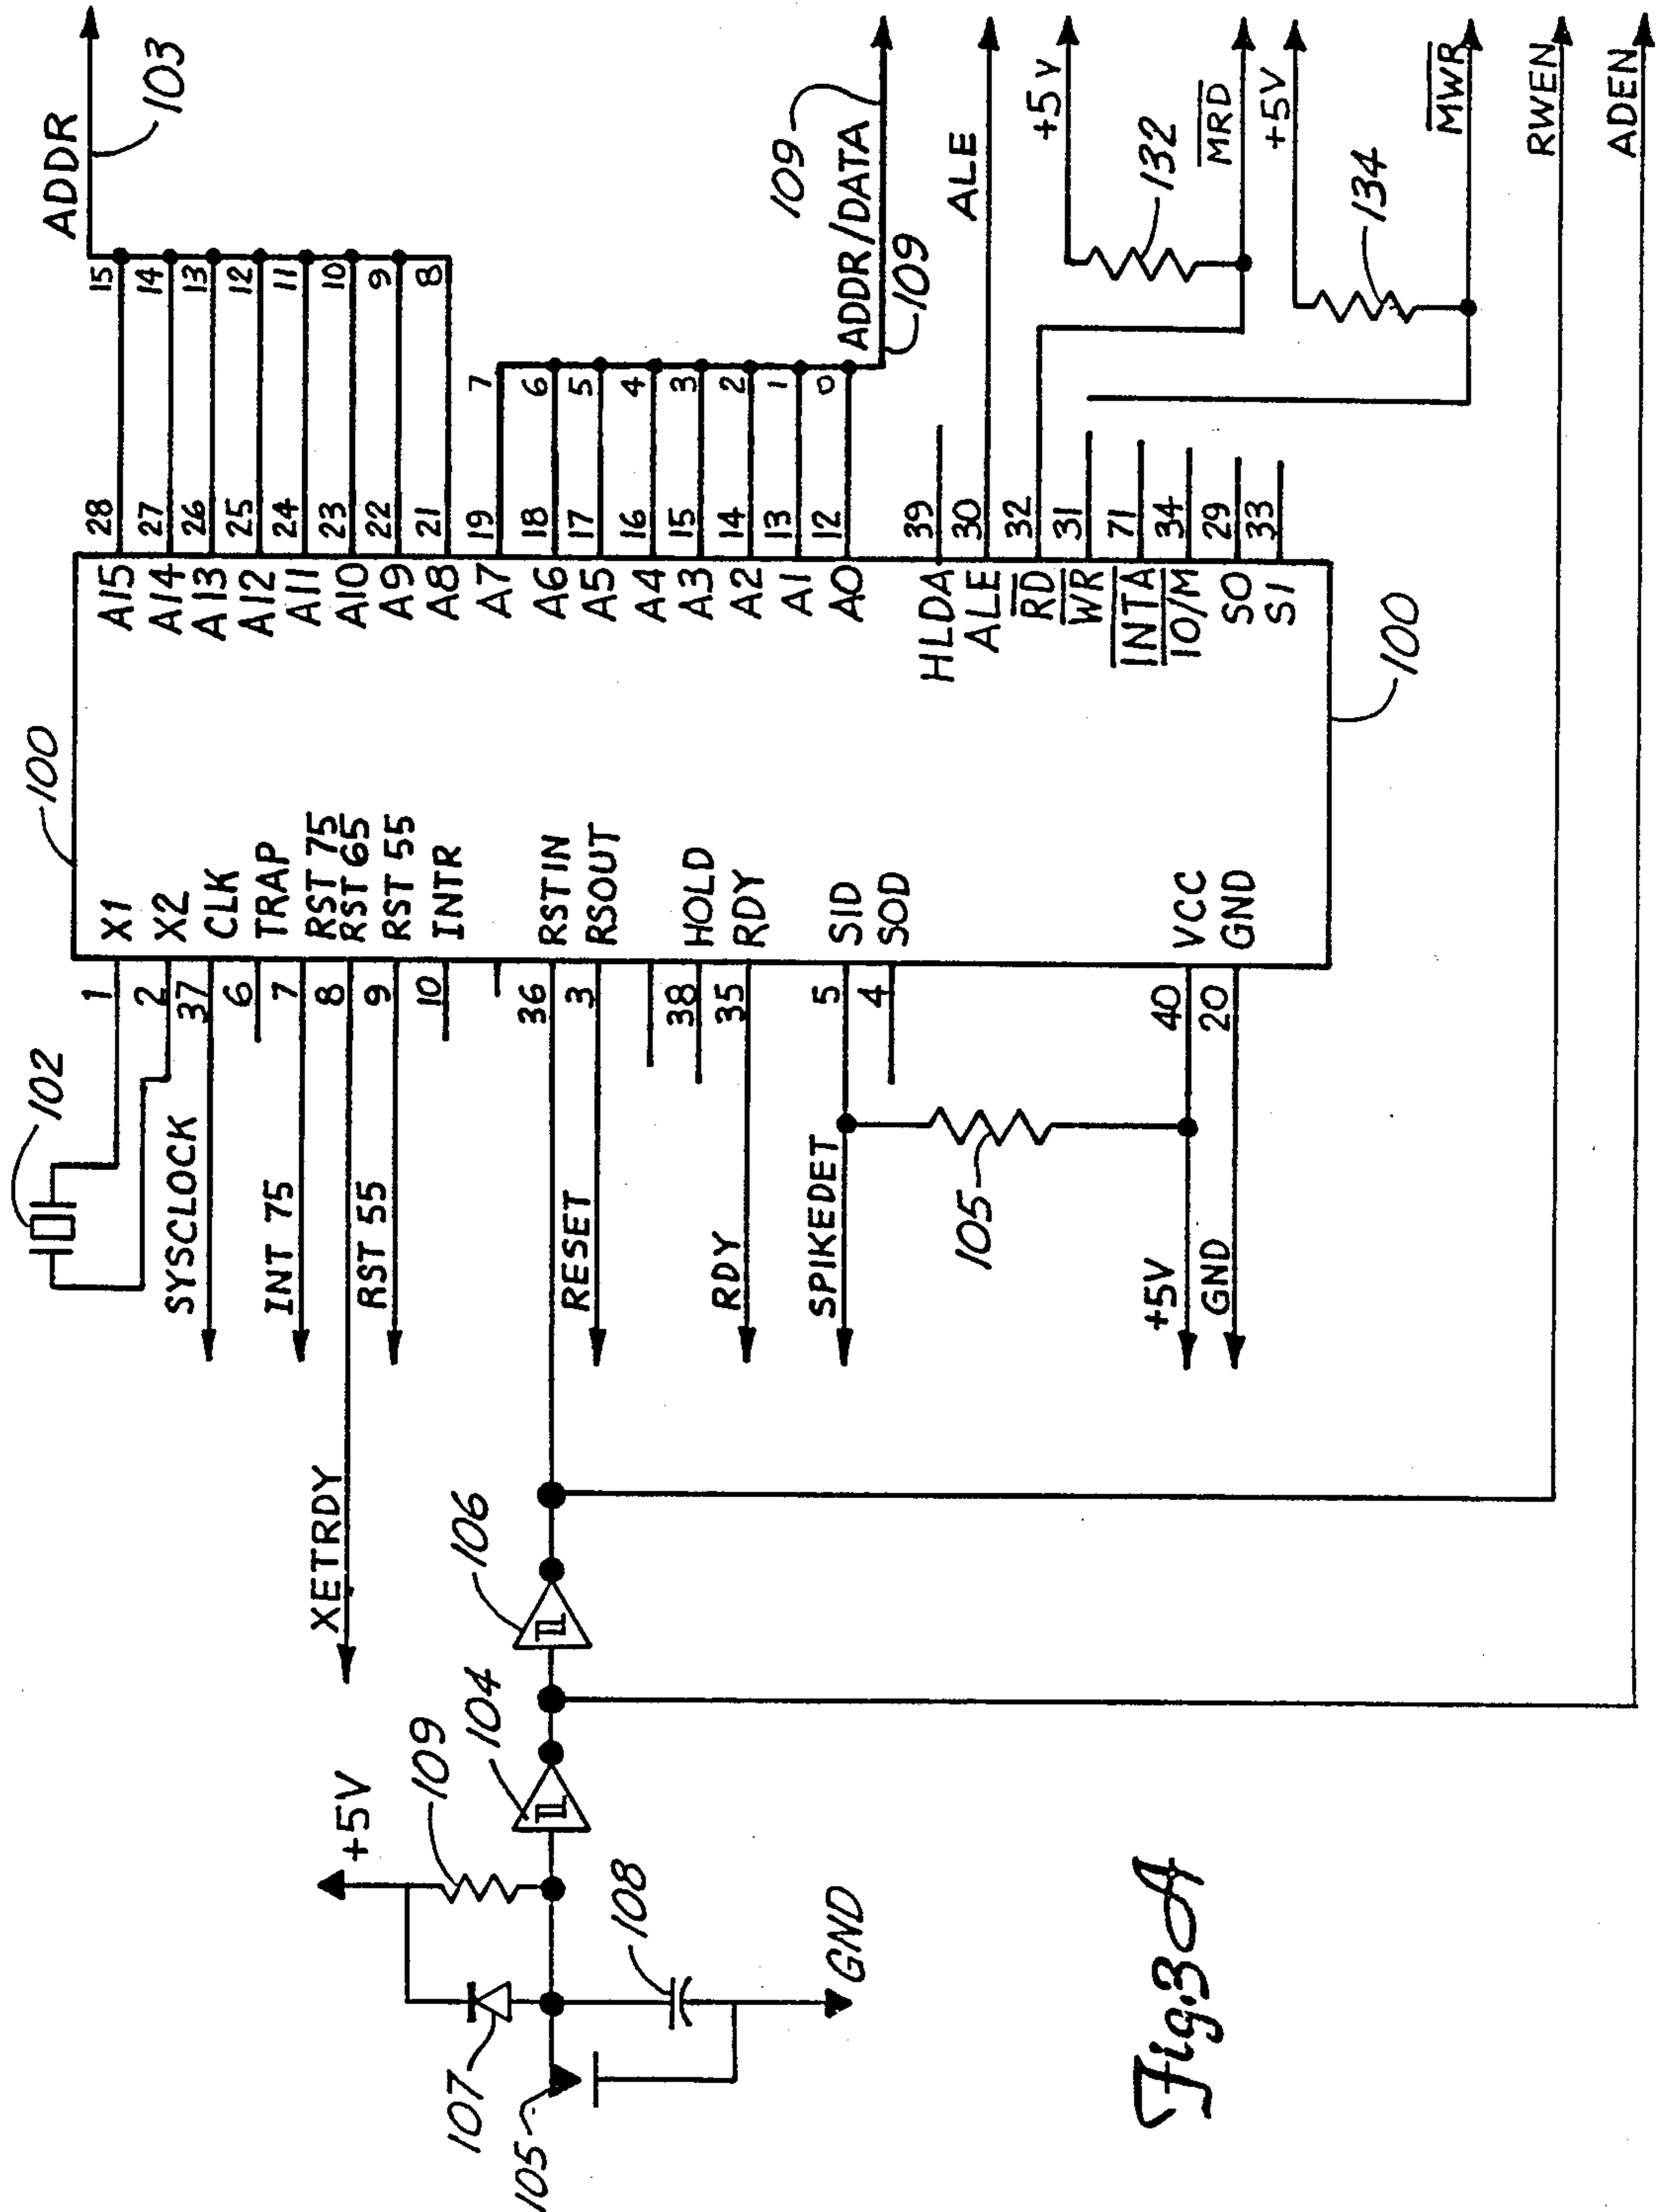 ADDR
103
100
102
X1
X2
CLK
TRAP
RST 75
RST 65
RST 55
INTR
RSTIN
RSOUT
HOLD
RDY
SID
SOD
VCC
GND
1
2
37
6
7
8
9
10
36
3
38
35
5
4
40
20
A15
A14
A13
A12
A11
A10
A9
A8
A7
A6
A5
A4
A3
A2
A1
A0
HLDA
ALE
RD
WR
INTA
IO/M
SO
S1
28
27
26
25
24
23
22
21
19
18
17
16
15
14
13
12
39
30
32
31
71
34
29
33
15
14
13
12
11
10
9
8
7
6
5
4
3
2
1
0
109
ADDR/DATA
109
ALE
+5V
132
MRD
+5V
134
MWR
RWEN
ADEN
100
SYSCLOCK
INT 75
XETRDY
RST 55
RESET
RDY
SPIKEDET
105
+5V
GND
106
104
109
+5V
107
105
108
GND
Fig. 3A